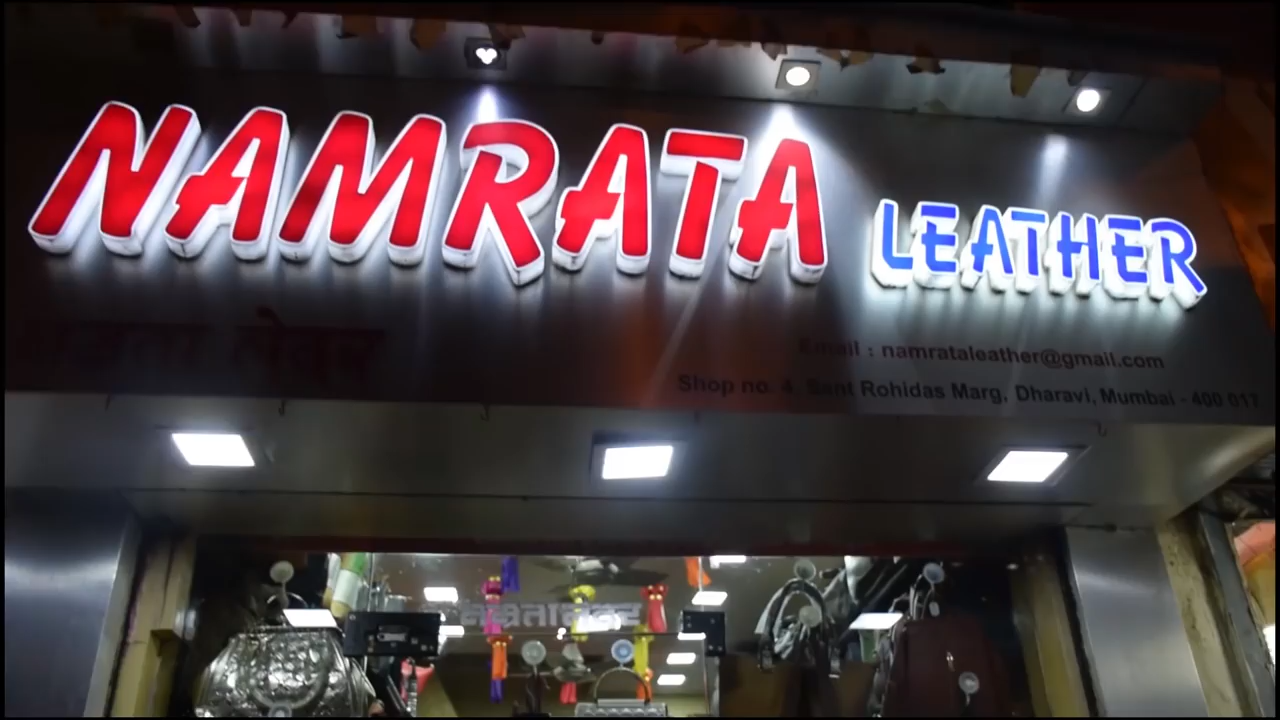 NAMRATA LEATHER
Email : namrataleather@gmail.com
Shop no. 4, Sant Rohidas Marg, Dharavi, Mumbai - 400 017